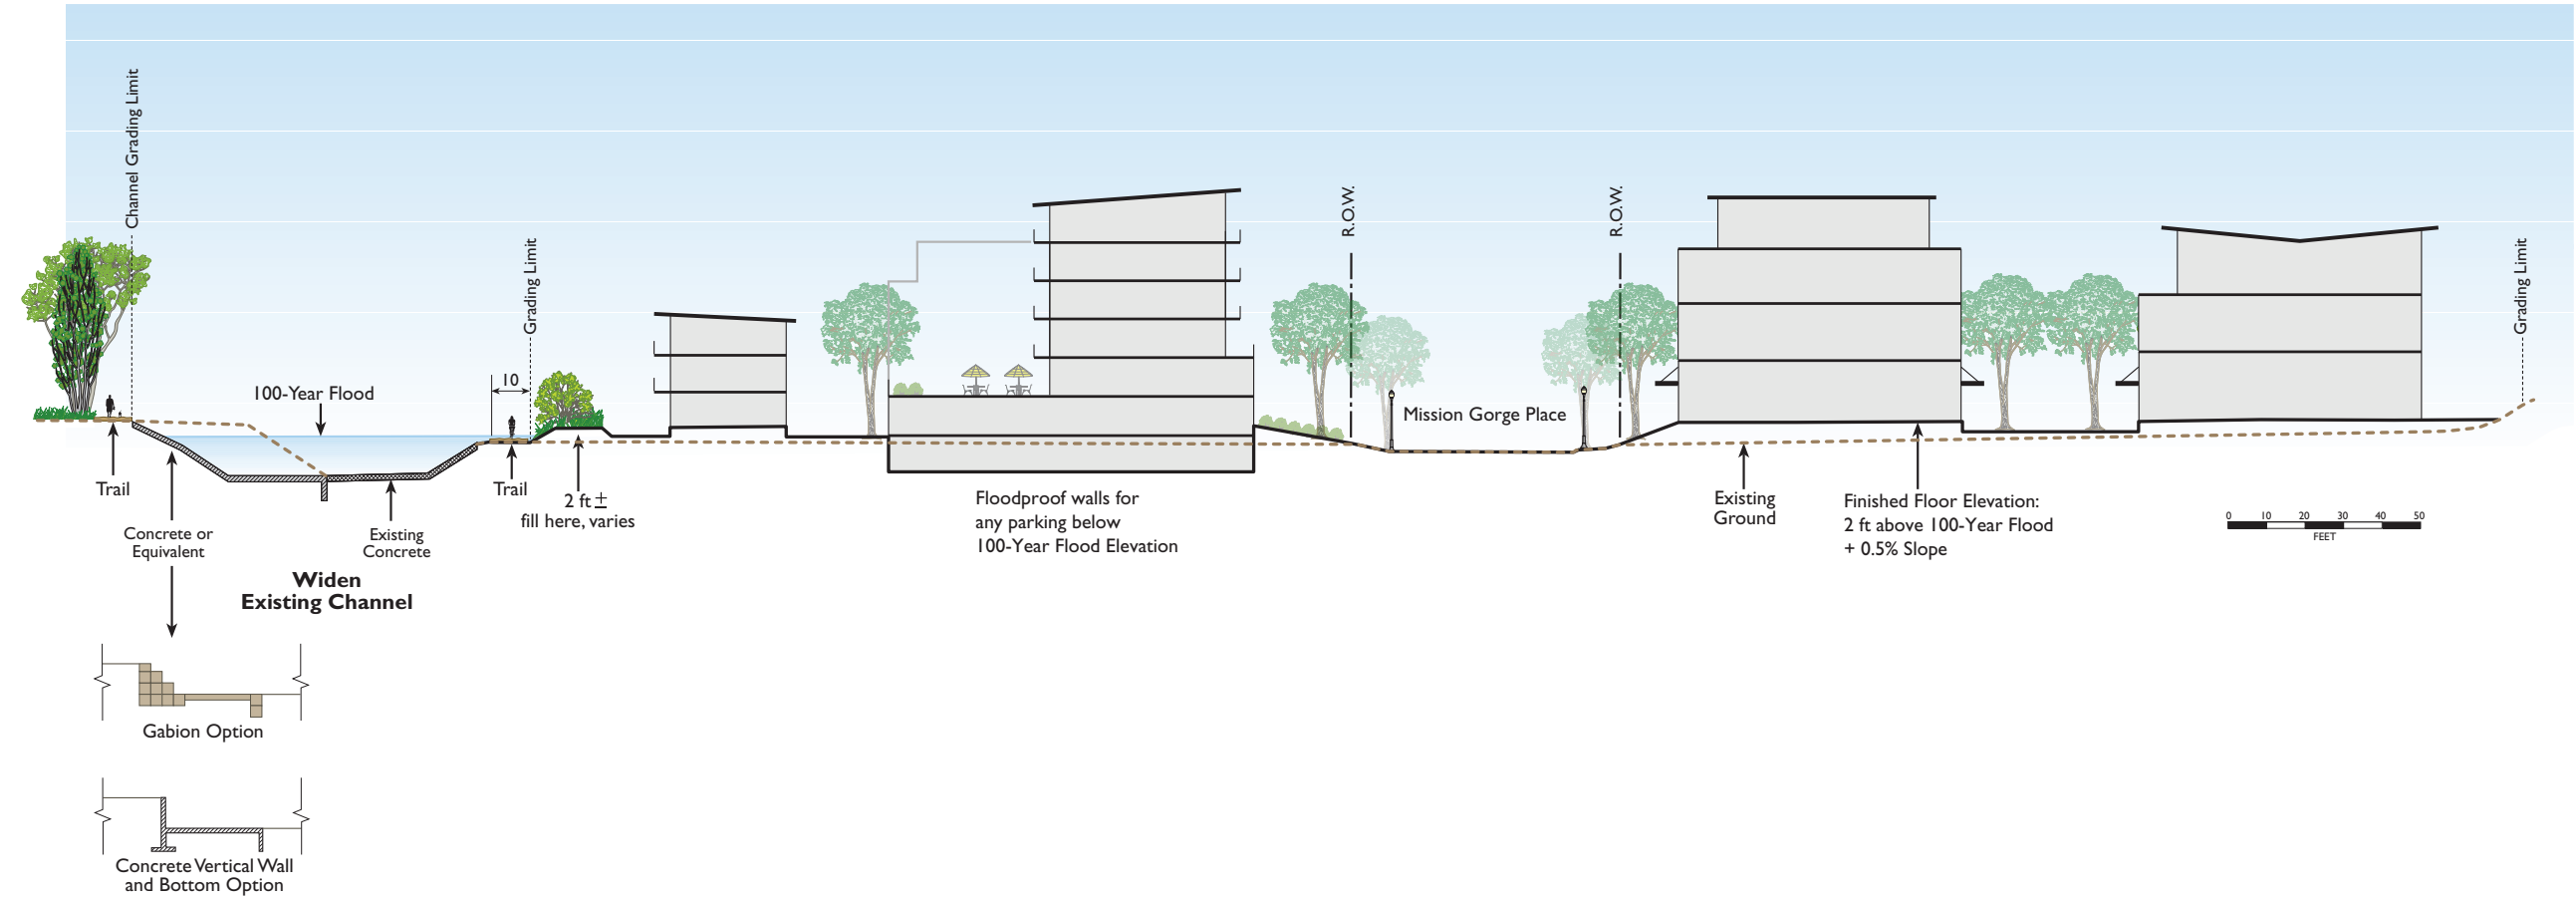 Channel Grading Limit
Grading Limit
R.O.W.
R.O.W.
Grading Limit
100-Year Flood
10
Mission Gorge Place
Trail
Trail
2 ft ±
fill here, varies
Concrete or
Equivalent
Existing
Concrete
Widen
Existing Channel
Floodproof walls for
any parking below
100-Year Flood Elevation
Existing
Ground
Finished Floor Elevation:
2 ft above 100-Year Flood
+ 0.5% Slope
0 10 20 30 40 50
FEET
Gabion Option
Concrete Vertical Wall
and Bottom Option